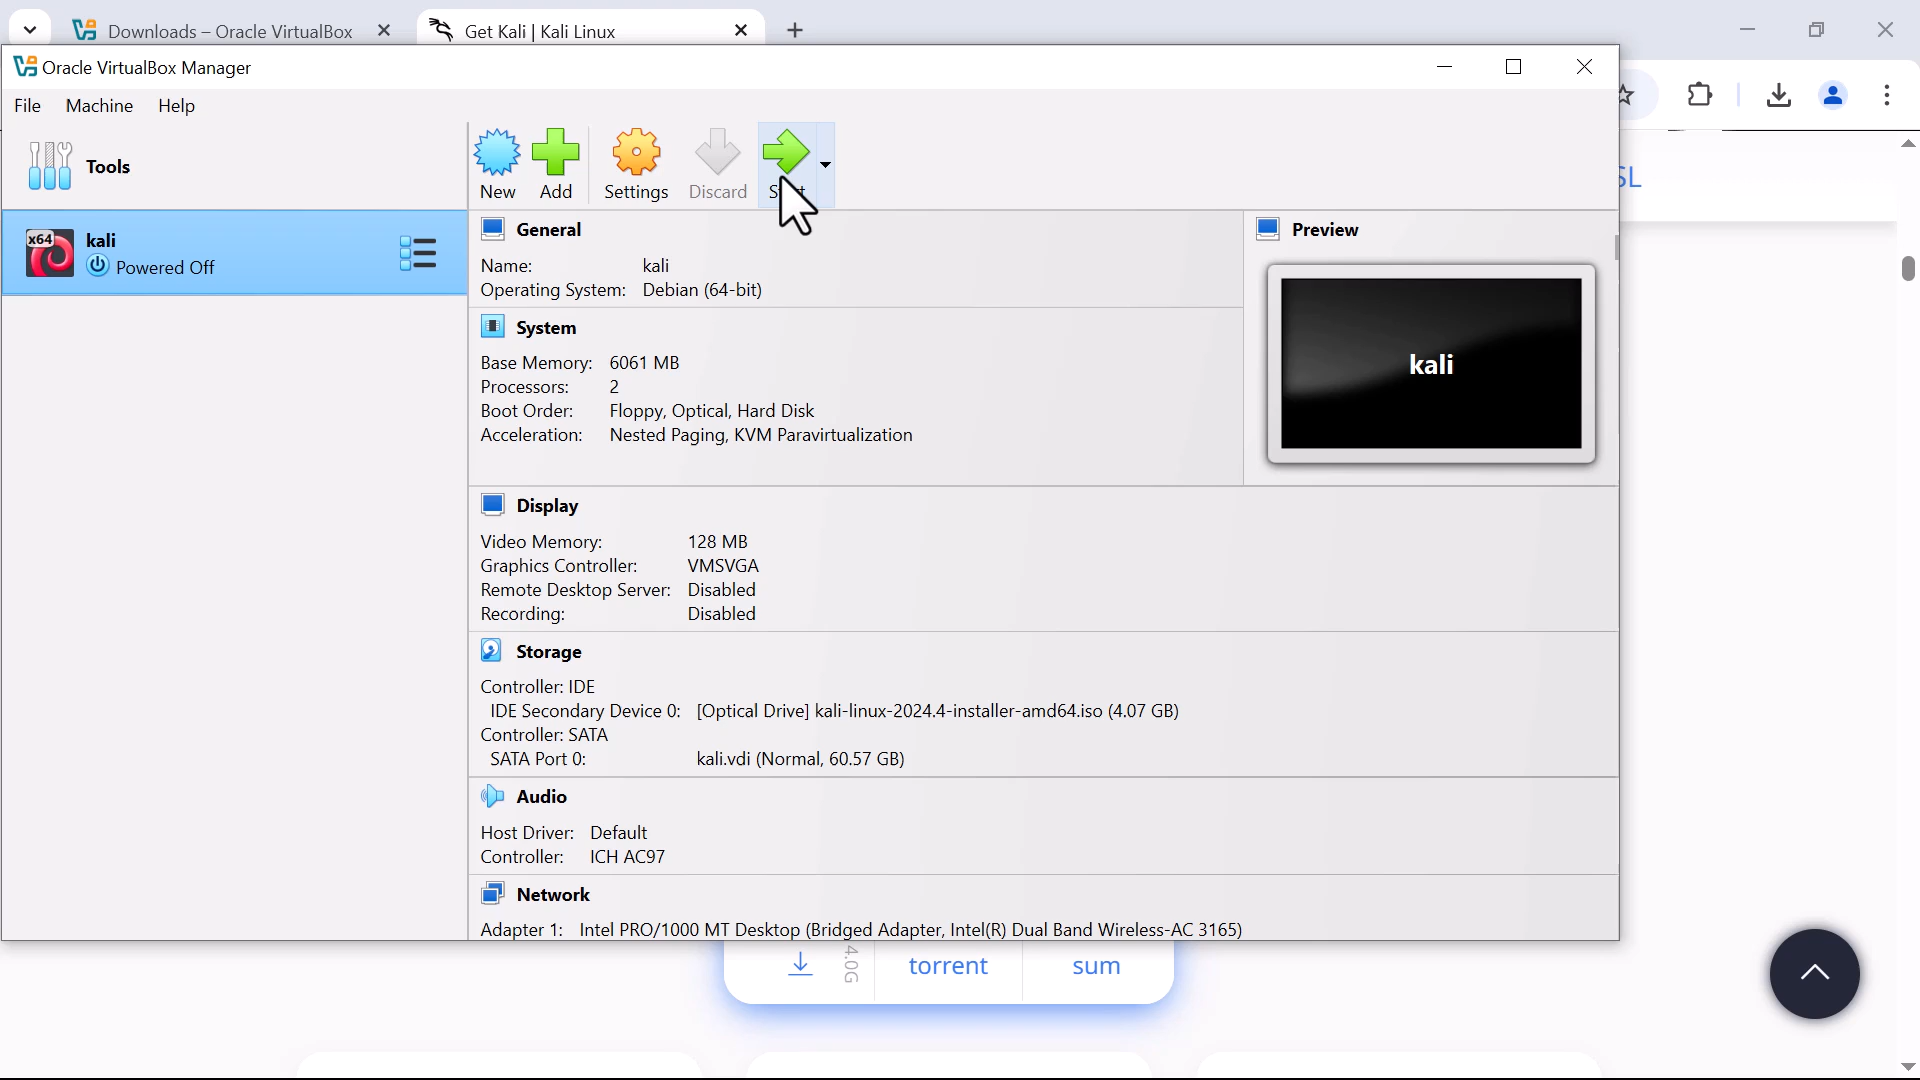 Downloads – Oracle VirtualBox
Get Kali | Kali Linux
Oracle VirtualBox Manager
File Machine Help
Tools
New Add Settings Discard
x64 kali
Powered Off
General
Name: kali
Operating System: Debian (64-bit)
System
Base Memory: 6061 MB
Processors: 2
Boot Order: Floppy, Optical, Hard Disk
Acceleration: Nested Paging, KVM Paravirtualization
Preview
kali
Display
Video Memory: 128 MB
Graphics Controller: VMSVGA
Remote Desktop Server: Disabled
Recording: Disabled
Storage
Controller: IDE
IDE Secondary Device 0: [Optical Drive] kali-linux-2024.4-installer-amd64.iso (4.07 GB)
Controller: SATA
SATA Port 0: kali.vdi (Normal, 60.57 GB)
Audio
Host Driver: Default
Controller: ICH AC97
Network
Adapter 1: Intel PRO/1000 MT Desktop (Bridged Adapter, Intel(R) Dual Band Wireless-AC 3165)
4.0G torrent sum